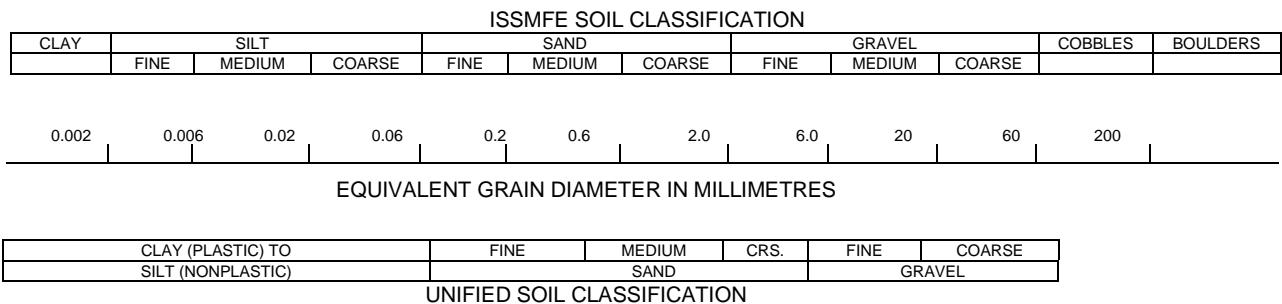 ISSMFE SOIL CLASSIFICATION
CLAY SILT SAND GRAVEL COBBLES BOULDERS
FINE MEDIUM COARSE FINE MEDIUM COARSE FINE MEDIUM COARSE
0.002 0.006 0.02 0.06 0.2 0.6 2.0 6.0 20 60 200
EQUIVALENT GRAIN DIAMETER IN MILLIMETRES
CLAY (PLASTIC) TO FINE MEDIUM CRS. FINE COARSE
SILT (NONPLASTIC) SAND GRAVEL
UNIFIED SOIL CLASSIFICATION